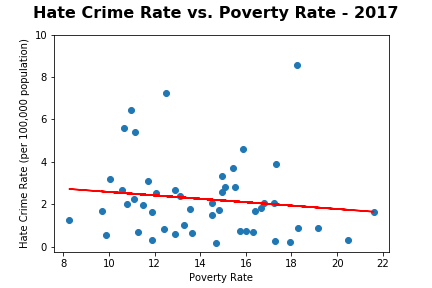 Hate Crime Rate vs. Poverty Rate - 2017
Hate Crime Rate (per 100,000 population)
10
8
6
4
2
0
8 10 12 14 16 18 20 22
Poverty Rate